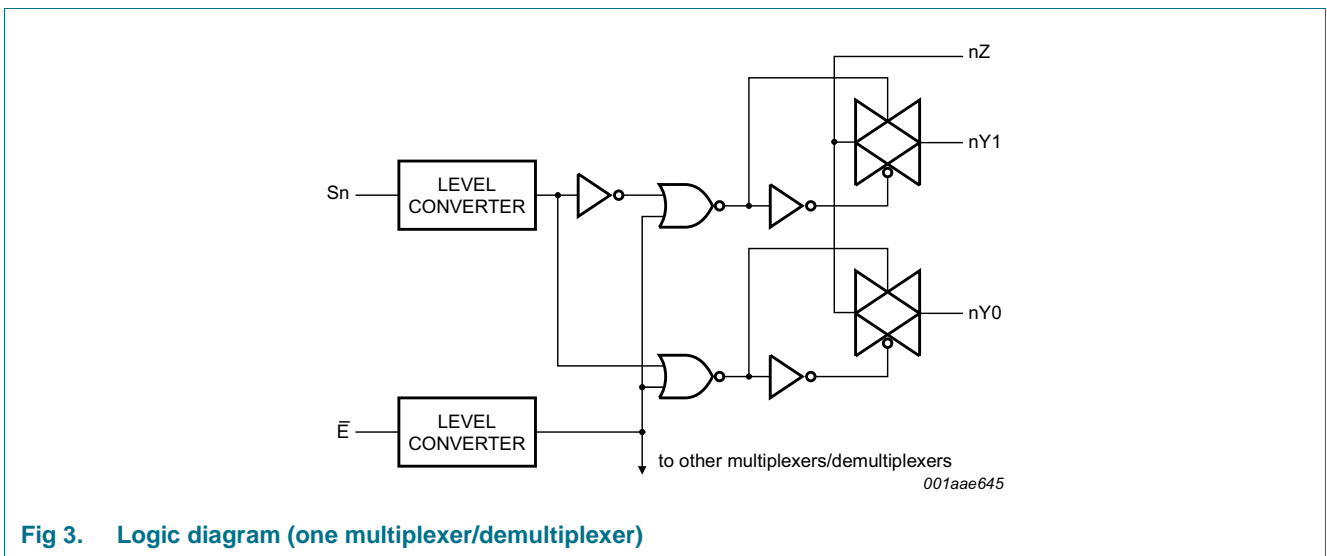 nZ
nY1
Sn
LEVEL
CONVERTER
nY0
E̅
LEVEL
CONVERTER
to other multiplexers/demultiplexers
001aae645
Fig 3. Logic diagram (one multiplexer/demultiplexer)